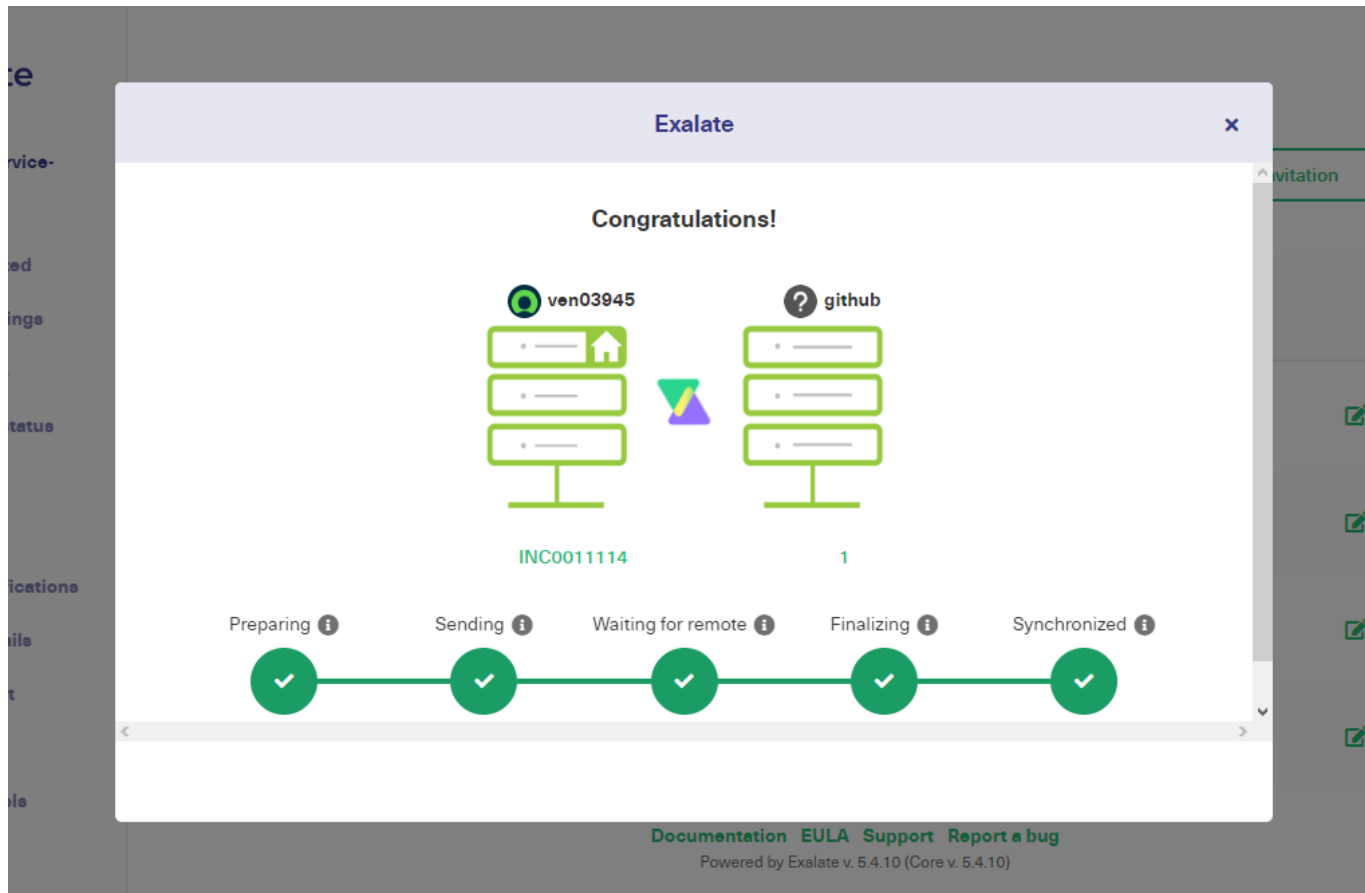 te
rvice-
Exalate
×
vitation
Congratulations!
ted
ings
ven03945
? github
tatus
INC0011114 1
ications
Preparing i Sending i Waiting for remote i Finalizing i Synchronized i
ils
t
ols
Documentation EULA Support Report a bug
Powered by Exalate v. 5.4.10 (Core v. 5.4.10)